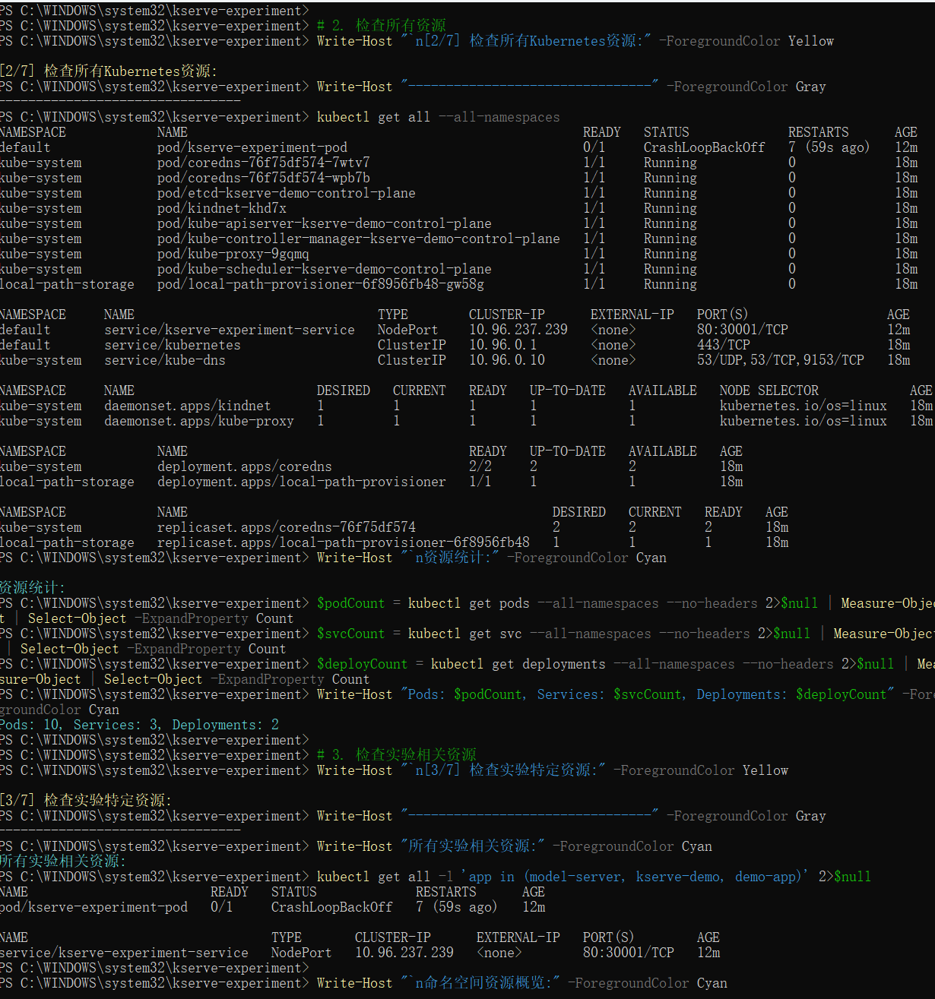 PS C:\WINDOWS\system32\kserve-experiment>
PS C:\WINDOWS\system32\kserve-experiment> # 2. 检查所有资源
PS C:\WINDOWS\system32\kserve-experiment> Write-Host "`n[2/7] 检查所有Kubernetes资源:" -ForegroundColor Yellow
[2/7] 检查所有Kubernetes资源:
PS C:\WINDOWS\system32\kserve-experiment> Write-Host "--------------------------------" -ForegroundColor Gray
--------------------------------
PS C:\WINDOWS\system32\kserve-experiment> kubectl get all --all-namespaces
NAMESPACE NAME READY STATUS RESTARTS AGE
default pod/kserve-experiment-pod 0/1 CrashLoopBackOff 7 (59s ago) 12m
kube-system pod/coredns-76f75df574-7wtv7 1/1 Running 0 18m
kube-system pod/coredns-76f75df574-wpb7b 1/1 Running 0 18m
kube-system pod/etcd-kserve-demo-control-plane 1/1 Running 0 18m
kube-system pod/kindnet-khd7x 1/1 Running 0 18m
kube-system pod/kube-apiserver-kserve-demo-control-plane 1/1 Running 0 18m
kube-system pod/kube-controller-manager-kserve-demo-control-plane 1/1 Running 0 18m
kube-system pod/kube-proxy-9gqmq 1/1 Running 0 18m
kube-system pod/kube-scheduler-kserve-demo-control-plane 1/1 Running 0 18m
local-path-storage pod/local-path-provisioner-6f8956fb48-gw58g 1/1 Running 0 18m
NAMESPACE NAME TYPE CLUSTER-IP EXTERNAL-IP PORT(S) AGE
default service/kserve-experiment-service NodePort 10.96.237.239 <none> 80:30001/TCP 12m
default service/kubernetes ClusterIP 10.96.0.1 <none> 443/TCP 18m
kube-system service/kube-dns ClusterIP 10.96.0.10 <none> 53/UDP,53/TCP,9153/TCP 18m
NAMESPACE NAME DESIRED CURRENT READY UP-TO-DATE AVAILABLE NODE SELECTOR AGE
kube-system daemonset.apps/kindnet 1 1 1 1 1 kubernetes.io/os=linux 18m
kube-system daemonset.apps/kube-proxy 1 1 1 1 1 kubernetes.io/os=linux 18m
NAMESPACE NAME READY UP-TO-DATE AVAILABLE AGE
kube-system deployment.apps/coredns 2/2 2 2 18m
local-path-storage deployment.apps/local-path-provisioner 1/1 1 1 18m
NAMESPACE NAME DESIRED CURRENT READY AGE
kube-system replicaset.apps/coredns-76f75df574 2 2 2 18m
local-path-storage replicaset.apps/local-path-provisioner-6f8956fb48 1 1 1 18m
PS C:\WINDOWS\system32\kserve-experiment> Write-Host "`n资源统计:" -ForegroundColor Cyan
资源统计:
PS C:\WINDOWS\system32\kserve-experiment> $podCount = kubectl get pods --all-namespaces --no-headers 2>$null | Measure-Objec
t | Select-Object -ExpandProperty Count
PS C:\WINDOWS\system32\kserve-experiment> $svcCount = kubectl get svc --all-namespaces --no-headers 2>$null | Measure-Object
| Select-Object -ExpandProperty Count
PS C:\WINDOWS\system32\kserve-experiment> $deployCount = kubectl get deployments --all-namespaces --no-headers 2>$null | Mea
sure-Object | Select-Object -ExpandProperty Count
PS C:\WINDOWS\system32\kserve-experiment> Write-Host "Pods: $podCount, Services: $svcCount, Deployments: $deployCount" -Fore
groundColor Cyan
Pods: 10, Services: 3, Deployments: 2
PS C:\WINDOWS\system32\kserve-experiment>
PS C:\WINDOWS\system32\kserve-experiment> # 3. 检查实验相关资源
PS C:\WINDOWS\system32\kserve-experiment> Write-Host "`n[3/7] 检查实验特定资源:" -ForegroundColor Yellow
[3/7] 检查实验特定资源:
PS C:\WINDOWS\system32\kserve-experiment> Write-Host "--------------------------------" -ForegroundColor Gray
--------------------------------
PS C:\WINDOWS\system32\kserve-experiment> Write-Host "所有实验相关资源:" -ForegroundColor Cyan
所有实验相关资源:
PS C:\WINDOWS\system32\kserve-experiment> kubectl get all -l 'app in (model-server, kserve-demo, demo-app)' 2>$null
NAME READY STATUS RESTARTS AGE
pod/kserve-experiment-pod 0/1 CrashLoopBackOff 7 (59s ago) 12m
NAME TYPE CLUSTER-IP EXTERNAL-IP PORT(S) AGE
service/kserve-experiment-service NodePort 10.96.237.239 <none> 80:30001/TCP 12m
PS C:\WINDOWS\system32\kserve-experiment>
PS C:\WINDOWS\system32\kserve-experiment> Write-Host "`n命名空间资源概览:" -ForegroundColor Cyan